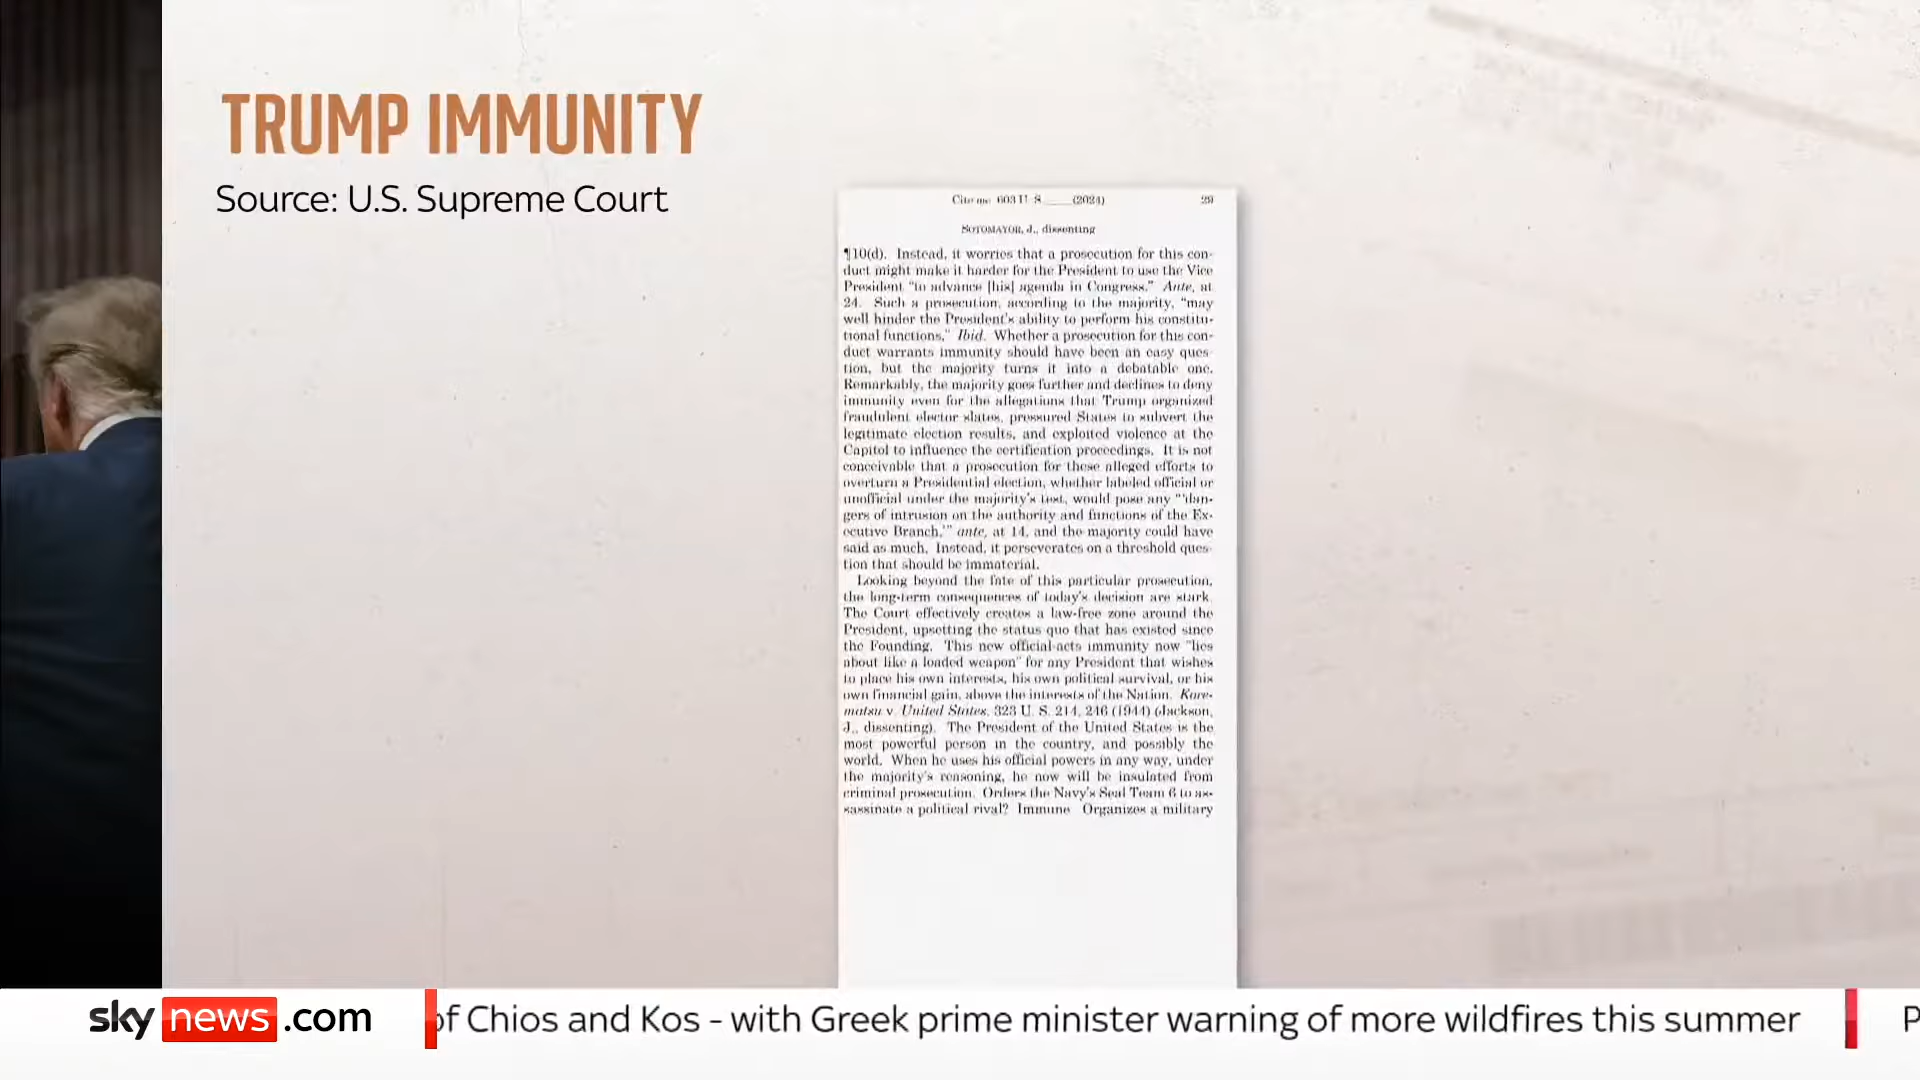 TRUMP IMMUNITY
Source: U.S. Supreme Court
Cite as: 603 U. S. ____ (2024) 29
SOTOMAYOR, J., dissenting
¶10(d). Instead, it worries that a prosecution for this con-
duct might make it harder for the President to use the Vice
President "to advance [his] agenda in Congress." Ante, at
24. Such a prosecution, according to the majority, "may
well hinder the President's ability to perform his constitu-
tional functions," Ibid. Whether a prosecution for this con-
duct warrants immunity should have been an easy ques-
tion, but the majority turns it into a debatable one.
Remarkably, the majority goes further and declines to deny
immunity even for the allegations that Trump organized
fraudulent elector slates, pressured States to subvert the
legitimate election results, and exploited violence at the
Capitol to influence the certification proceedings. It is not
conceivable that a prosecution for these alleged efforts to
overturn a Presidential election, whether labeled official or
unofficial under the majority's test, would pose any "'dan-
gers of intrusion on the authority and functions of the Ex-
ecutive Branch,'" ante, at 14, and the majority could have
said as much. Instead, it perseverates on a threshold ques-
tion that should be immaterial.
Looking beyond the fate of this particular prosecution,
the long-term consequences of today's decision are stark.
The Court effectively creates a law-free zone around the
President, upsetting the status quo that has existed since
the Founding. This new official-acts immunity now "lies
about like a loaded weapon" for any President that wishes
to place his own interests, his own political survival, or his
own financial gain, above the interests of the Nation. Kore-
matsu v. United States, 323 U. S. 214, 246 (1944) (Jackson,
J., dissenting). The President of the United States is the
most powerful person in the country, and possibly the
world. When he uses his official powers in any way, under
the majority's reasoning, he now will be insulated from
criminal prosecution. Orders the Navy's Seal Team 6 to as-
sassinate a political rival? Immune Organizes a military
sky news .com
of Chios and Kos - with Greek prime minister warning of more wildfires this summer
P